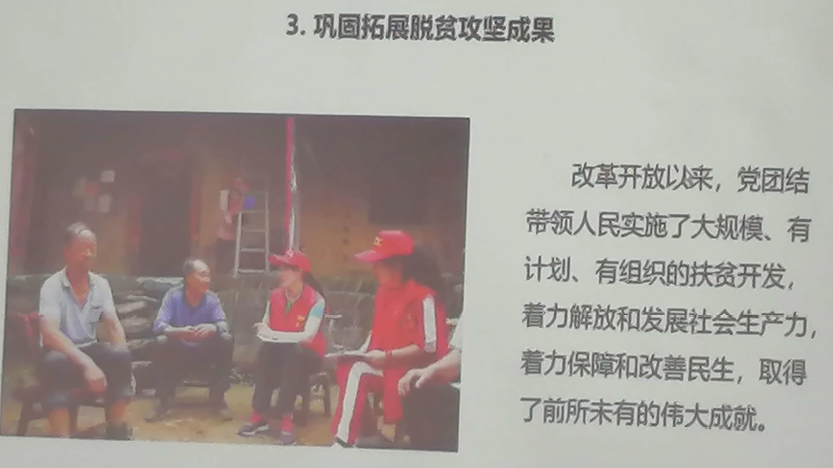 3. 巩固拓展脱贫攻坚成果
改革开放以来，党团结
带领人民实施了大规模、有
计划、有组织的扶贫开发，
着力解放和发展社会生产力，
着力保障和改善民生，取得
了前所未有的伟大成就。